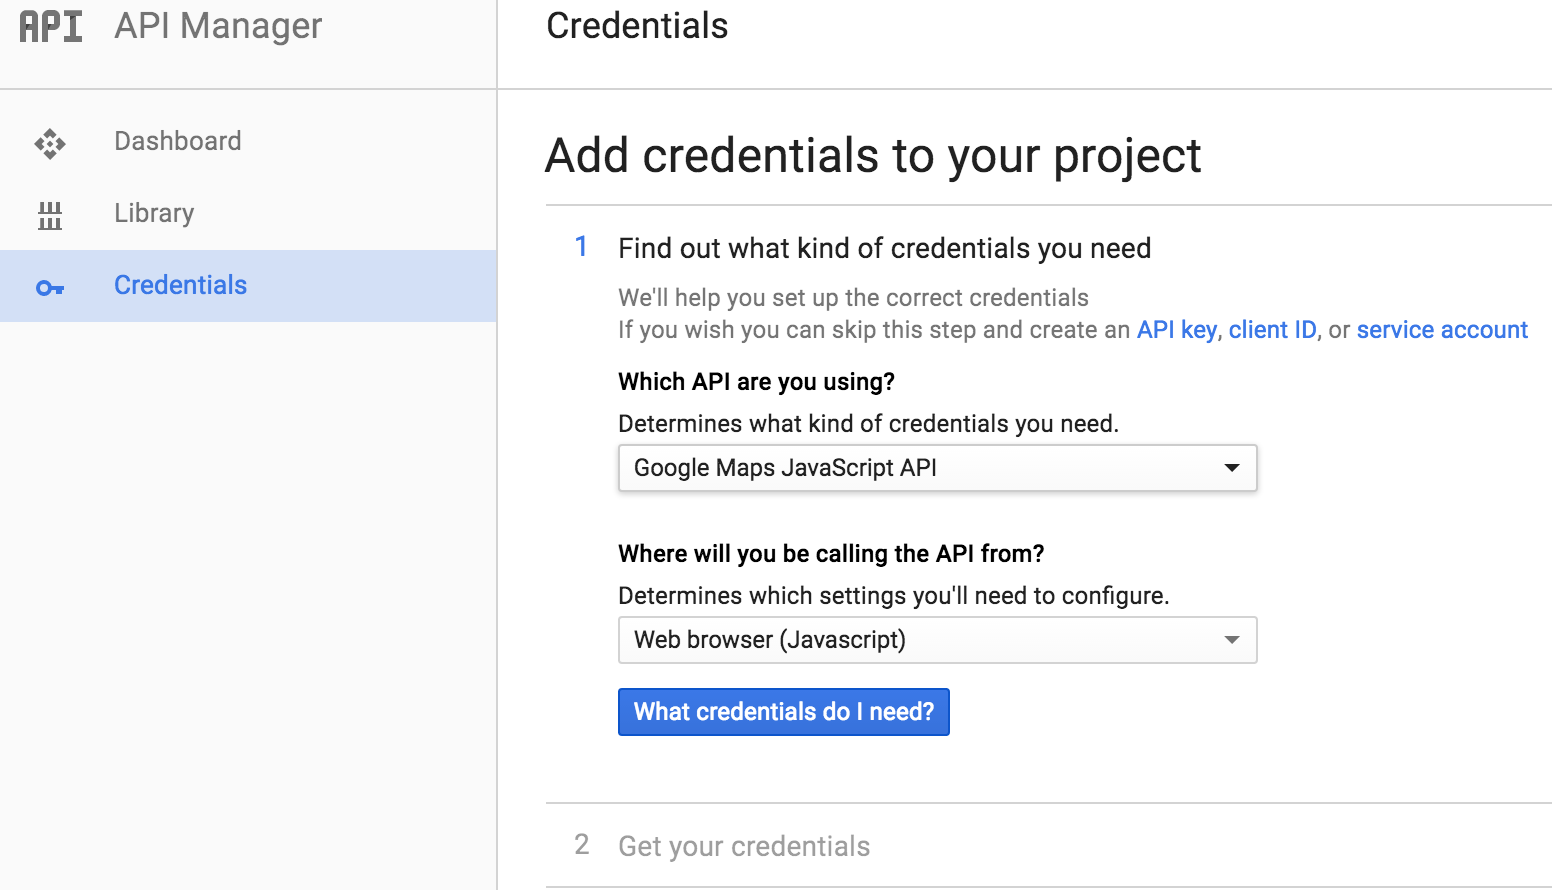 API API Manager
Dashboard
Library
Credentials
Credentials
Add credentials to your project
1 Find out what kind of credentials you need
We'll help you set up the correct credentials
If you wish you can skip this step and create an API key, client ID, or service account
Which API are you using?
Determines what kind of credentials you need.
Google Maps JavaScript API
Where will you be calling the API from?
Determines which settings you'll need to configure.
Web browser (Javascript)
What credentials do I need?
2 Get your credentials